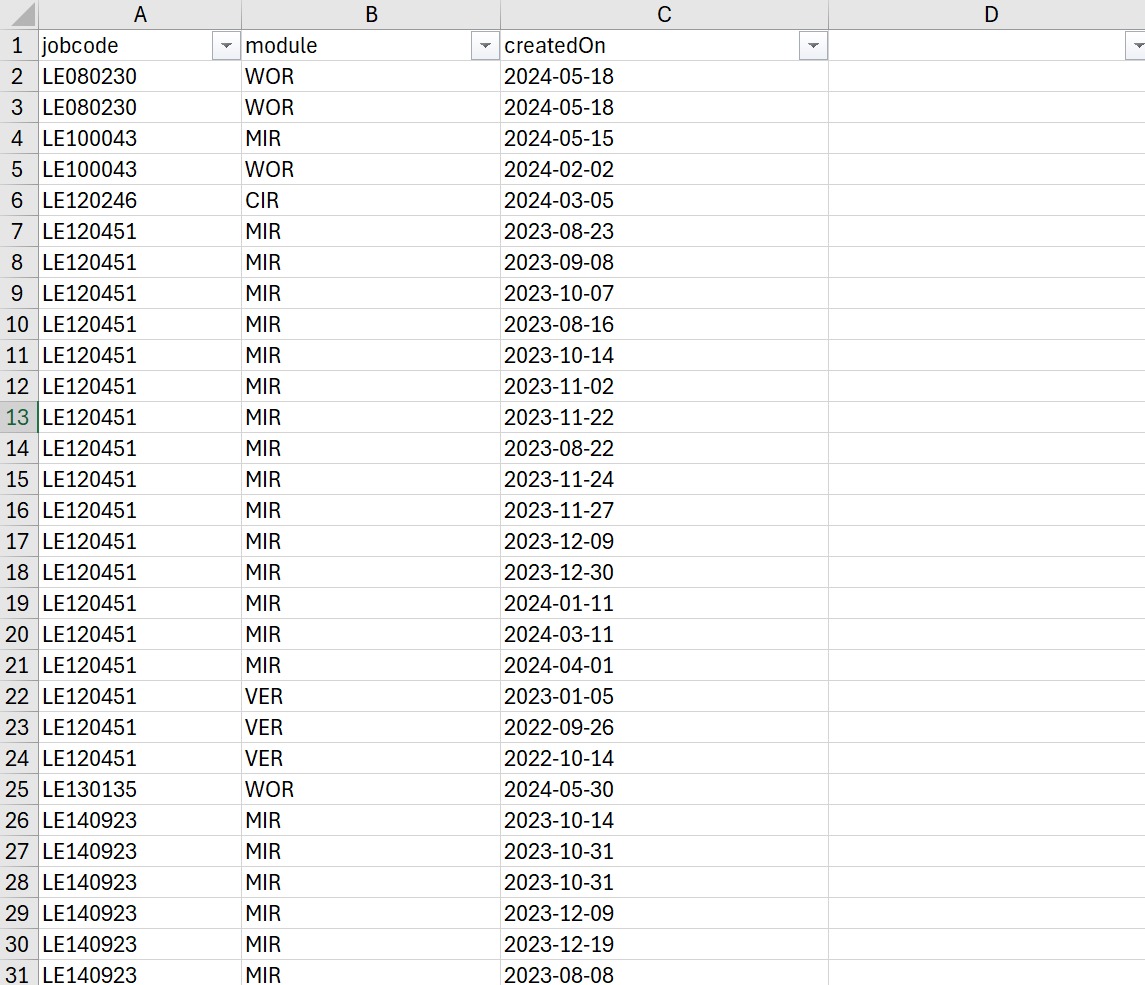 A B C D
1 jobcode module createdOn
2 LE080230 WOR 2024-05-18
3 LE080230 WOR 2024-05-18
4 LE100043 MIR 2024-05-15
5 LE100043 WOR 2024-02-02
6 LE120246 CIR 2024-03-05
7 LE120451 MIR 2023-08-23
8 LE120451 MIR 2023-09-08
9 LE120451 MIR 2023-10-07
10 LE120451 MIR 2023-08-16
11 LE120451 MIR 2023-10-14
12 LE120451 MIR 2023-11-02
13 LE120451 MIR 2023-11-22
14 LE120451 MIR 2023-08-22
15 LE120451 MIR 2023-11-24
16 LE120451 MIR 2023-11-27
17 LE120451 MIR 2023-12-09
18 LE120451 MIR 2023-12-30
19 LE120451 MIR 2024-01-11
20 LE120451 MIR 2024-03-11
21 LE120451 MIR 2024-04-01
22 LE120451 VER 2023-01-05
23 LE120451 VER 2022-09-26
24 LE120451 VER 2022-10-14
25 LE130135 WOR 2024-05-30
26 LE140923 MIR 2023-10-14
27 LE140923 MIR 2023-10-31
28 LE140923 MIR 2023-10-31
29 LE140923 MIR 2023-12-09
30 LE140923 MIR 2023-12-19
31 LE140923 MIR 2023-08-08